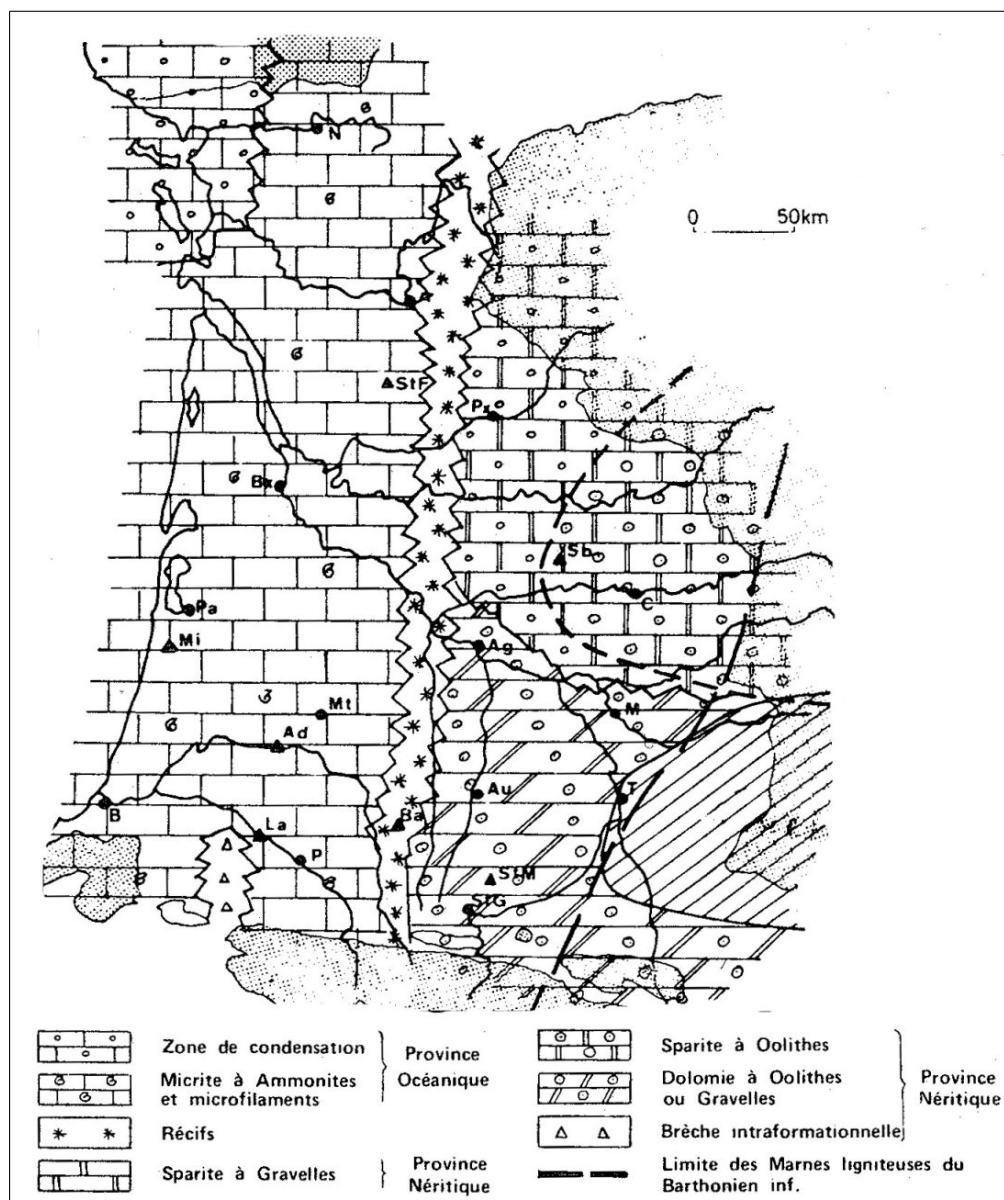 N
0 50km
StF
Px
Bx
Sb
C
Pa
Mi
Ag
Mt
M
Ad
Au
T
B
La
Ba
P
StM
StG
Zone de condensation
Province
Océanique
Micrite à Ammonites
et microfilaments
Récifs
Sparite à Gravelles
Province
Néritique
Sparite à Oolithes
Dolomie à Oolithes
ou Gravelles
Province
Néritique
Brèche intraformationnelle
Limite des Marnes ligniteuses du
Barthonien inf.